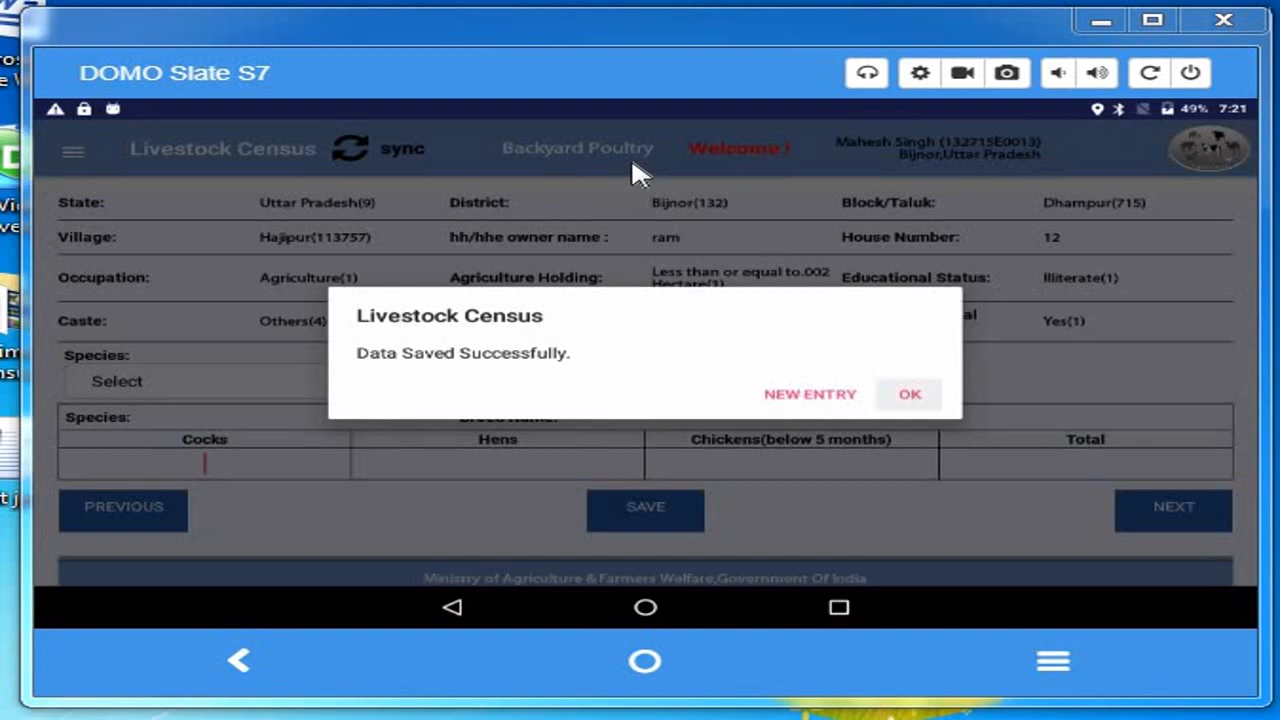 DOMO Slate S7
49% 7:21
Livestock Census sync Backyard Poultry Welcome ! Mahesh Singh (132715E0013)
Bijnor,Uttar Pradesh
State: Uttar Pradesh(9) District: Bijnor(132) Block/Taluk: Dhampur(715)
Village: Hajipur(113757) hh/hhe owner name : ram House Number: 12
Occupation: Agriculture(1) Agriculture Holding: Less than or equal to.002 Educational Status: Illiterate(1)
Hectare(1)
Caste: Others(4) al Yes(1)
Livestock Census
Data Saved Successfully.
NEW ENTRY OK
Species:
Select
Species:
Cocks Hens Chickens(below 5 months) Total
PREVIOUS SAVE NEXT
Ministry of Agriculture & Farmers Welfare,Government Of India